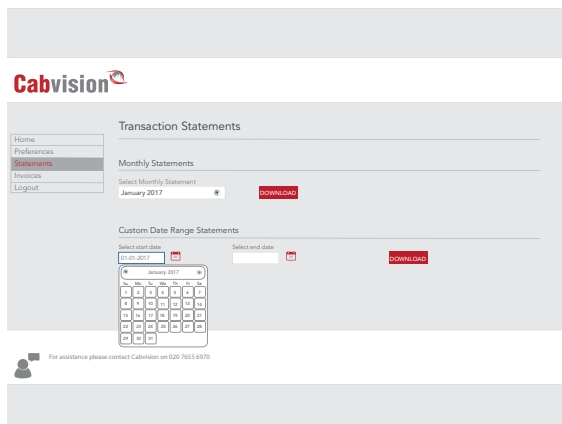 Cabvision
Transaction Statements
Home
Preferences
Statements
Invoices
Logout
Monthly Statements
Select Monthly Statement
January 2017
DOWNLOAD
Custom Date Range Statements
Select start date
Select end date
01-01-2017
DOWNLOAD
January 2017
Su Mo Tu We Th Fr Sa
1 2 3 4 5 6 7
8 9 10 11 12 13 14
15 16 17 18 19 20 21
22 23 24 25 26 27 28
29 30 31
For assistance please contact Cabvision on 020 7655 6970